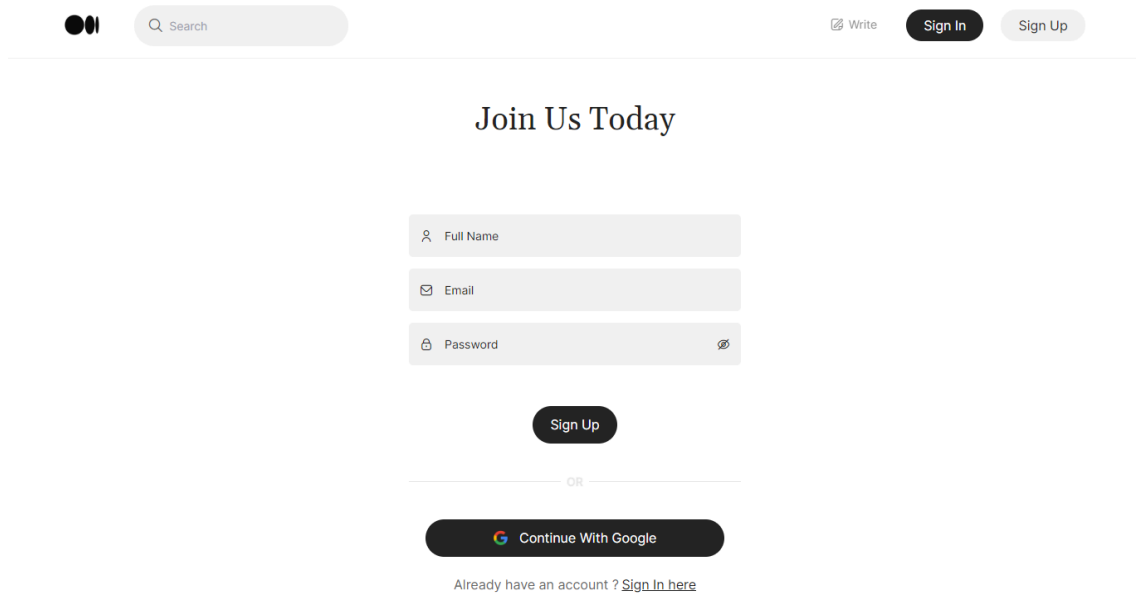 Search
Write
Sign In
Sign Up
Join Us Today
Full Name
Email
Password
Sign Up
OR
Continue With Google
Already have an account ? Sign In here